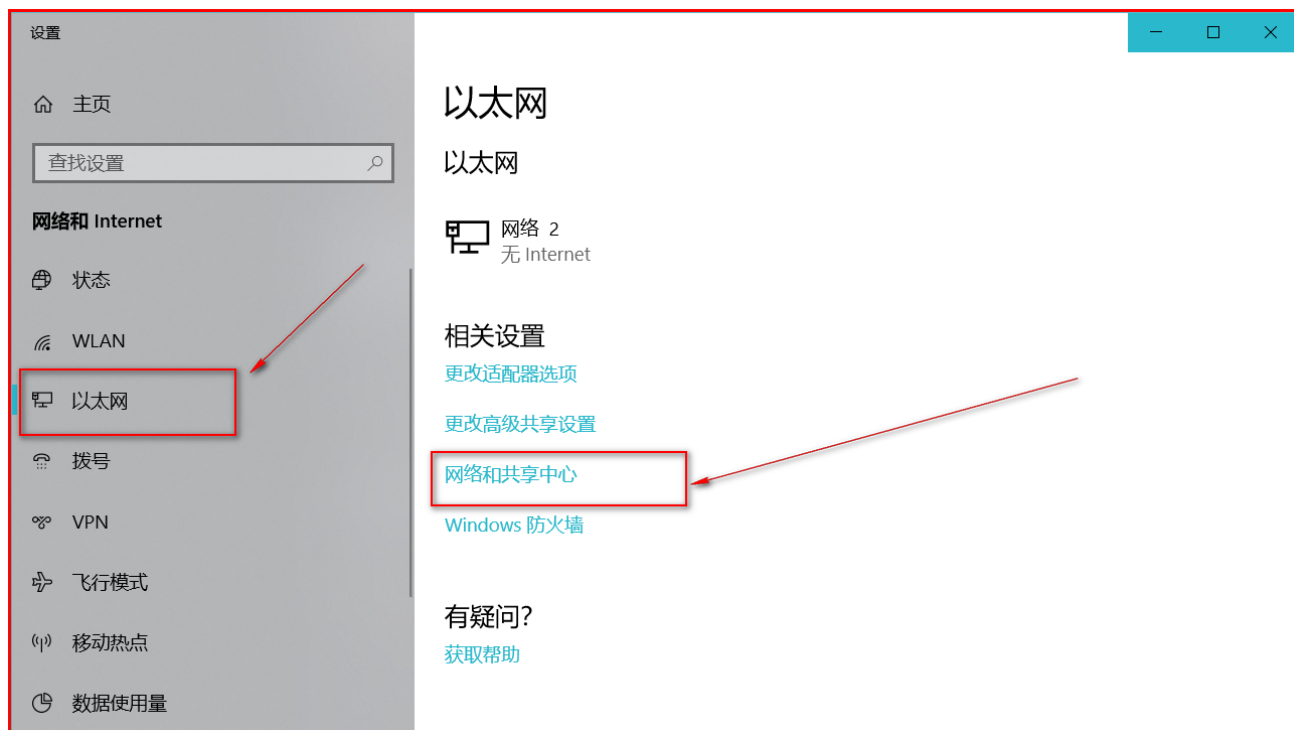 设置
主页
查找设置
网络和 Internet
状态
WLAN
以太网
拨号
VPN
飞行模式
移动热点
数据使用量
以太网
以太网
网络 2
无 Internet
相关设置
更改适配器选项
更改高级共享设置
网络和共享中心
Windows 防火墙
有疑问?
获取帮助